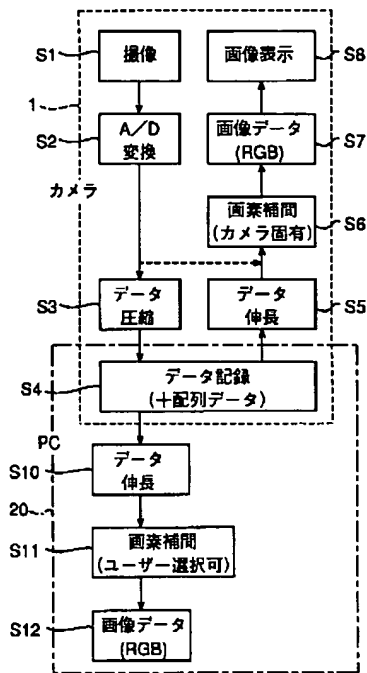 S1
撮像
画像表示
S8
1
S2
A/D
変換
画像データ
(RGB)
S7
カメラ
画素補間
(カメラ固有)
S6
S3
データ
圧縮
データ
伸長
S5
S4
データ記録
(+配列データ)
PC
S10
データ
伸長
20
S11
画素補間
(ユーザー選択可)
S12
画像データ
(RGB)